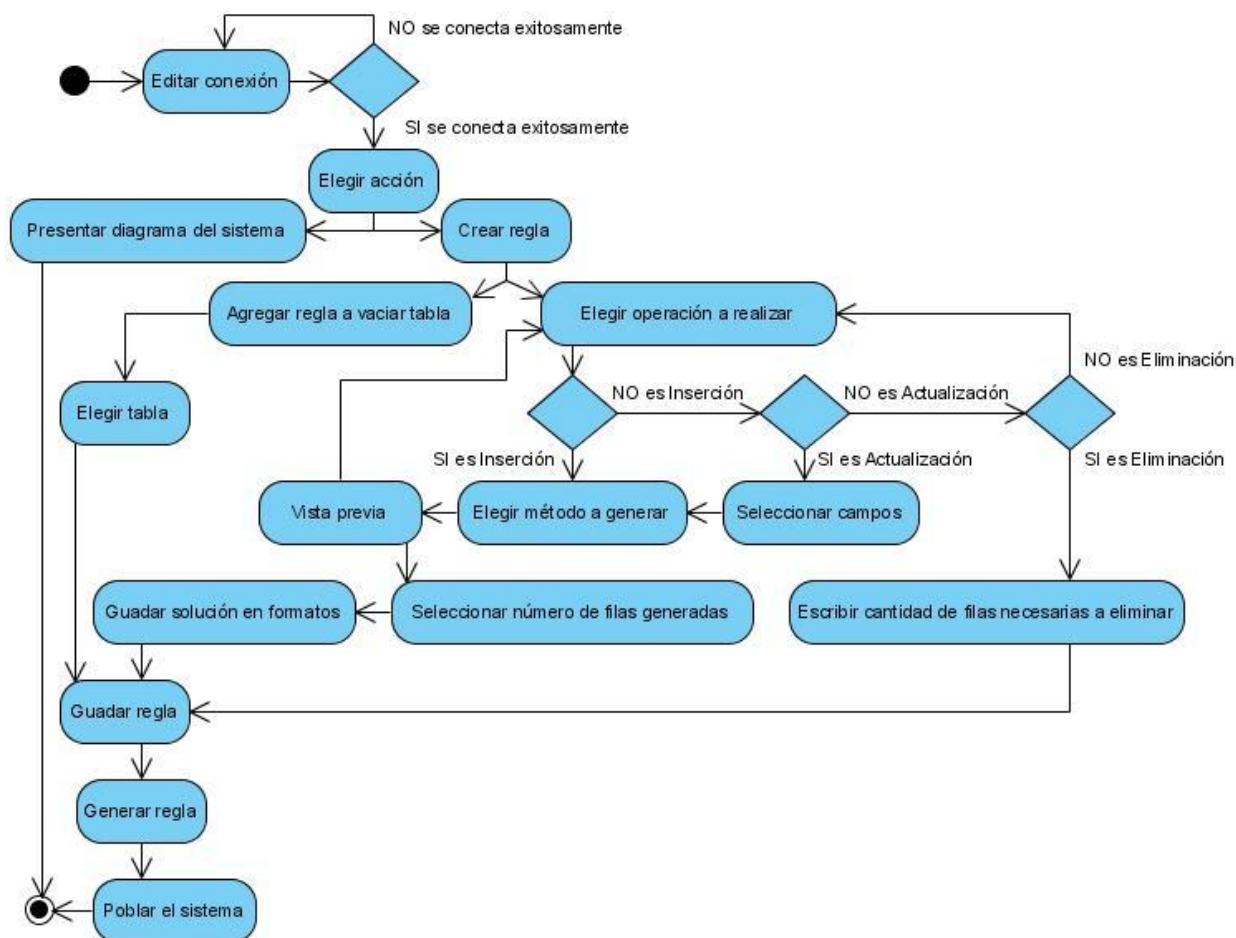 NO se conecta exitosamente
Editar conexión
SI se conecta exitosamente
Elegir acción
Presentar diagrama del sistema
Crear regla
Agregar regla a vaciar tabla
Elegir operación a realizar
NO es Eliminación
Elegir tabla
NO es Inserción
NO es Actualización
SI es Inserción
SI es Actualización
SI es Eliminación
Vista previa
Elegir método a generar
Seleccionar campos
Guadar solución en formatos
Seleccionar número de filas generadas
Escribir cantidad de filas necesarias a eliminar
Guadar regla
Generar regla
Poblar el sistema